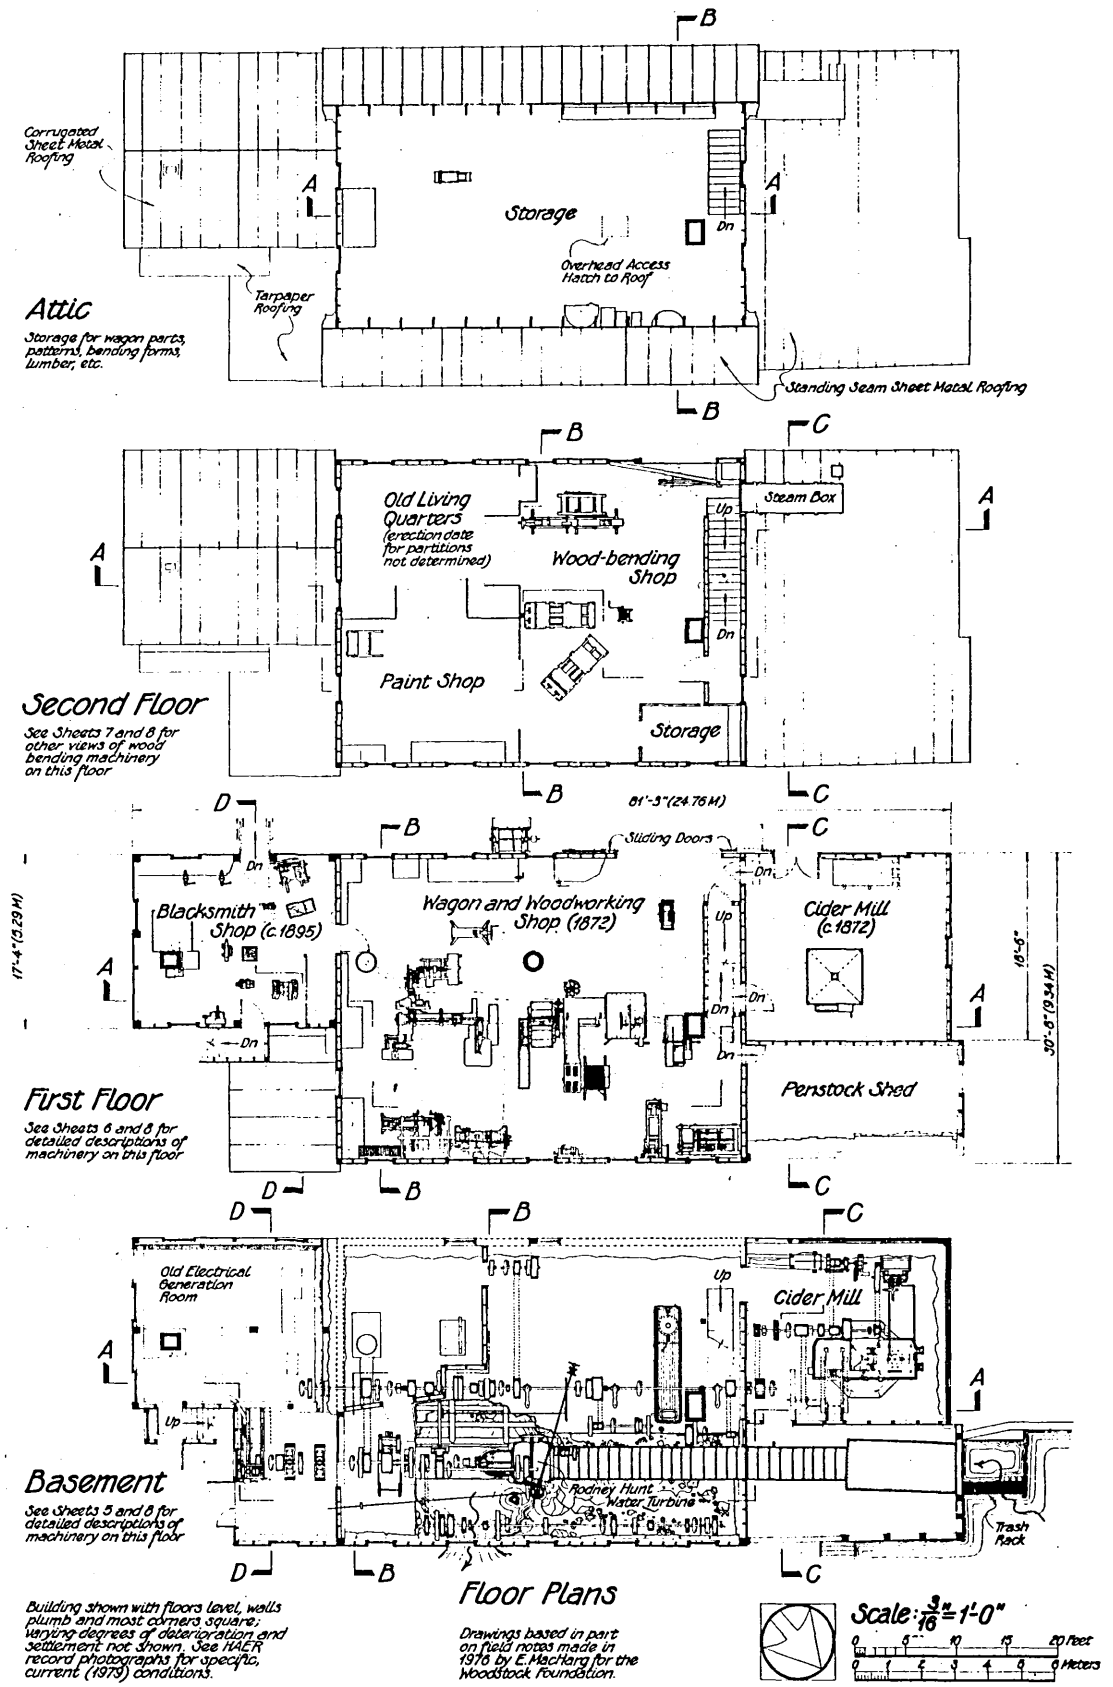 B
Corrugated
Sheet Metal
Roofing
A
A
Storage
Dn
Overhead Access
Hatch to Roof
Attic
Storage for wagon parts,
patterns, bending forms,
lumber, etc.
Tarpaper
Roofing
Standing Seam Sheet Metal Roofing
B
B
C
Old Living
Quarters
(erection date
for partitions
not determined)
Steam Box
Up
A
A
Wood-bending
Shop
Dn
Paint Shop
Storage
Second Floor
See Sheets 7 and 8 for
other views of wood
bending machinery
on this floor
B
C
D
81'-3" (24.76 M)
B
Sliding Doors
C
Dn
Dn
17'-4" (5.29 M)
Blacksmith
Shop (c.1895)
Wagon and Woodworking
Shop (1872)
Up
Cider Mill
(c.1872)
18'-6"
30'-8" (9.34 M)
A
Dn
Dn
A
Dn
Dn
First Floor
See Sheets 6 and 8 for
detailed descriptions of
machinery on this floor
Penstock Shed
D
B
C
D
B
C
Old Electrical
Generation
Room
Up
Cider Mill
A
A
Up
Basement
See Sheets 5 and 8 for
detailed descriptions of
machinery on this floor
Rodney Hunt
Water Turbine
Trash
Rack
D
B
C
Building shown with floors level, walls
plumb and most corners square;
varying degrees of deterioration and
settlement not shown. See HAER
record photographs for specific,
current (1979) conditions.
Floor Plans
Drawings based in part
on field notes made in
1976 by E. MacHarg for the
Woodstock Foundation.
Scale: 3/16" = 1'-0"
0 5 10 15 20 Feet
0 1 2 3 4 5 6 Meters